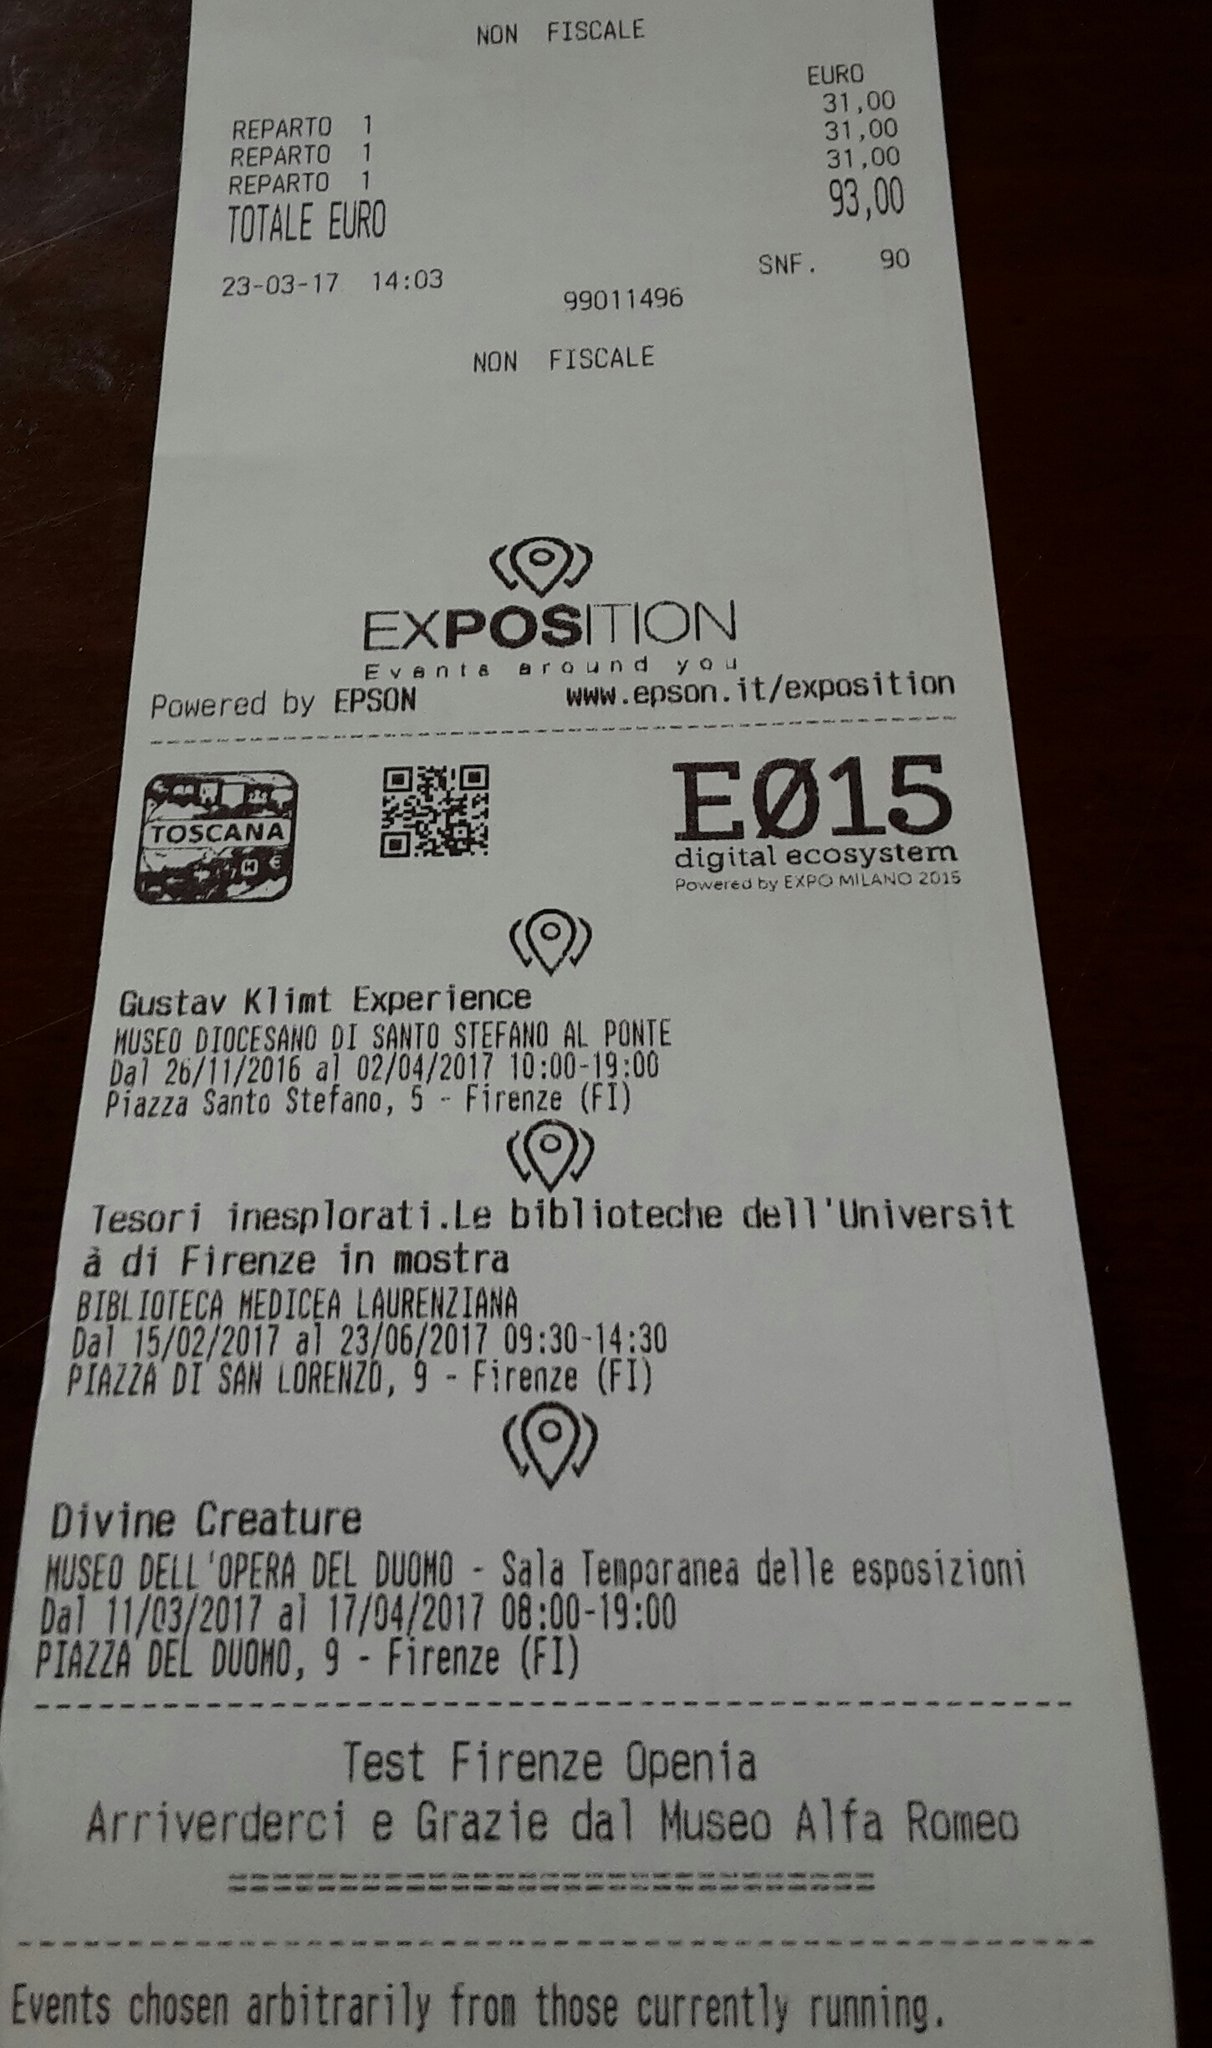 NON FISCALE
EURO
REPARTO 1 31,00
REPARTO 1 31,00
REPARTO 1 31,00
TOTALE EURO 93,00
23-03-17 14:03 SNF. 90
99011496
NON FISCALE
EXPOSITION
Events around you
Powered by EPSON www.epson.it/exposition
TOSCANA
EØ15
digital ecosystem
Powered by EXPO MILANO 2015
Gustav Klimt Experience
MUSEO DIOCESANO DI SANTO STEFANO AL PONTE
Dal 26/11/2016 al 02/04/2017 10:00-19:00
Piazza Santo Stefano, 5 - Firenze (FI)
Tesori inesplorati.Le biblioteche dell'Universit
à di Firenze in mostra
BIBLIOTECA MEDICEA LAURENZIANA
Dal 15/02/2017 al 23/06/2017 09:30-14:30
PIAZZA DI SAN LORENZO, 9 - Firenze (FI)
Divine Creature
MUSEO DELL'OPERA DEL DUOMO - Sala Temporanea delle esposizioni
Dal 11/03/2017 al 17/04/2017 08:00-19:00
PIAZZA DEL DUOMO, 9 - Firenze (FI)
Test Firenze Openia
Arriverderci e Grazie dal Museo Alfa Romeo
Events chosen arbitrarily from those currently running.